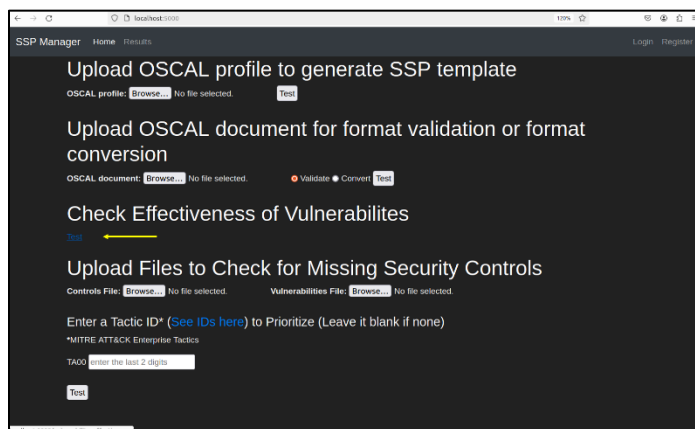 localhost:5000
120%
SSP Manager Home Results Login Register
Upload OSCAL profile to generate SSP template
OSCAL profile: Browse... No file selected. Test
Upload OSCAL document for format validation or format
conversion
OSCAL document: Browse... No file selected. Validate Convert Test
Check Effectiveness of Vulnerabilites
Test
Upload Files to Check for Missing Security Controls
Controls File: Browse... No file selected. Vulnerabilities File: Browse... No file selected.
Enter a Tactic ID* (See IDs here) to Prioritize (Leave it blank if none)
*MITRE ATT&CK Enterprise Tactics
TA00 enter the last 2 digits
Test